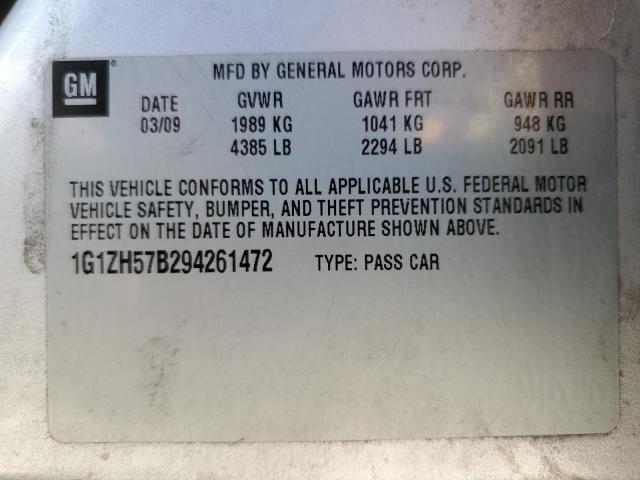 GM
MFD BY GENERAL MOTORS CORP.
DATE GVWR GAWR FRT GAWR RR
03/09 1989 KG 1041 KG 948 KG
4385 LB 2294 LB 2091 LB
THIS VEHICLE CONFORMS TO ALL APPLICABLE U.S. FEDERAL MOTOR
VEHICLE SAFETY, BUMPER, AND THEFT PREVENTION STANDARDS IN
EFFECT ON THE DATE OF MANUFACTURE SHOWN ABOVE.
1G1ZH57B294261472 TYPE: PASS CAR